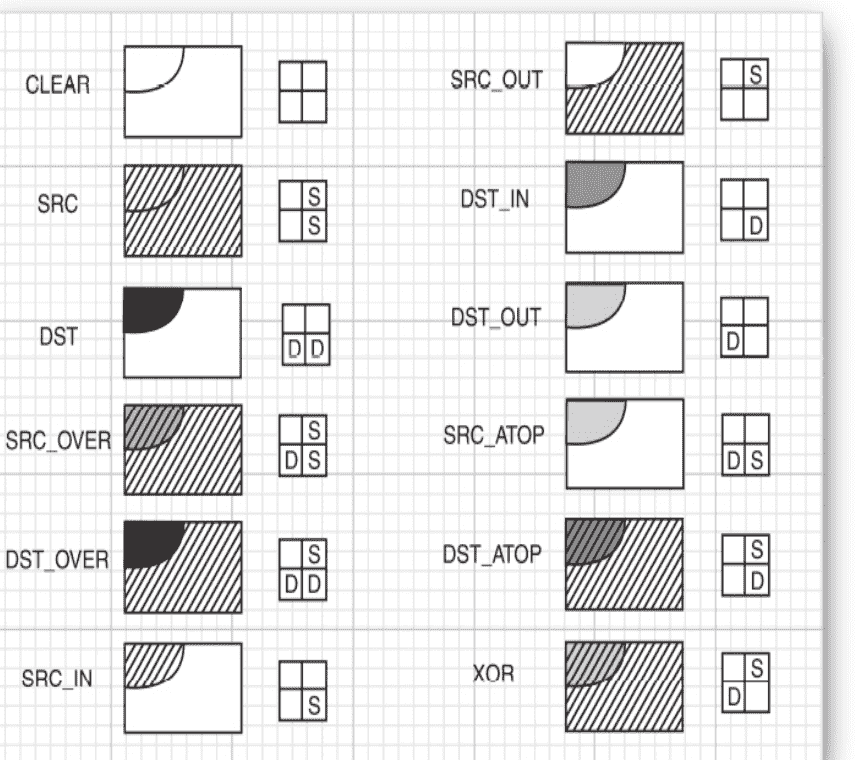 CLEAR
SRC
S
S
DST
D D
SRC_OVER
S
D S
DST_OVER
S
D D
SRC_IN
S
SRC_OUT
S
DST_IN
D
DST_OUT
D
SRC_ATOP
D S
DST_ATOP
S
D
XOR
S
D